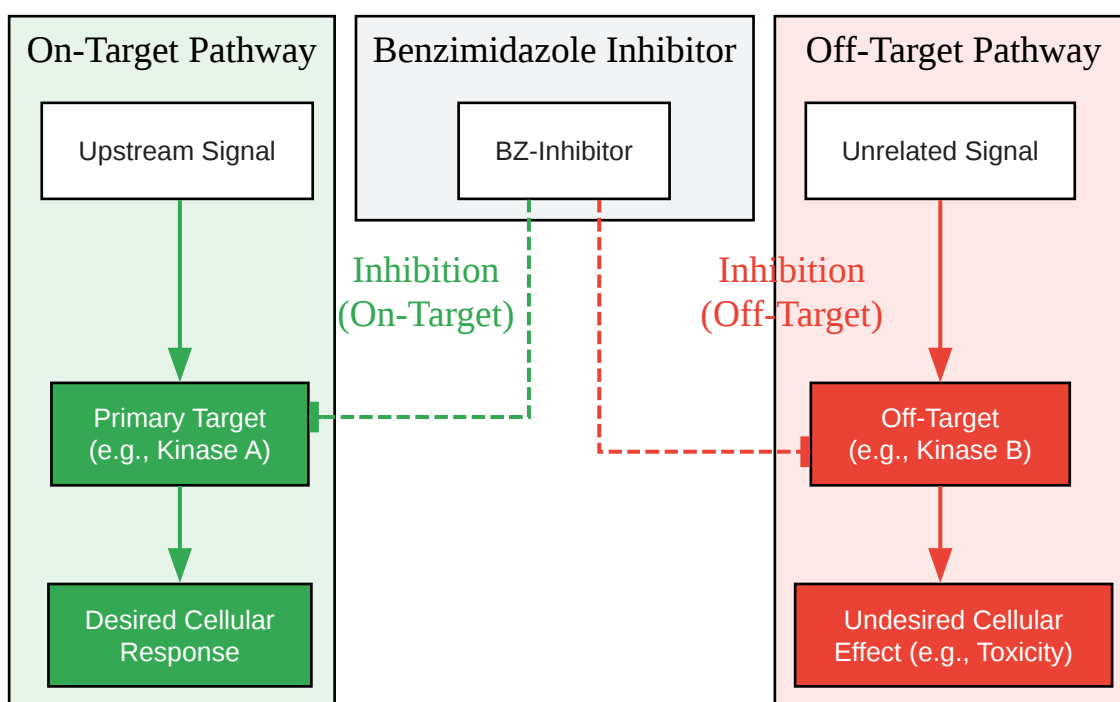 On-Target Pathway
Benzimidazole Inhibitor
Off-Target Pathway
Upstream Signal
BZ-Inhibitor
Unrelated Signal
Inhibition
(On-Target)
Inhibition
(Off-Target)
Primary Target
(e.g., Kinase A)
Off-Target
(e.g., Kinase B)
Desired Cellular
Response
Undesired Cellular
Effect (e.g., Toxicity)